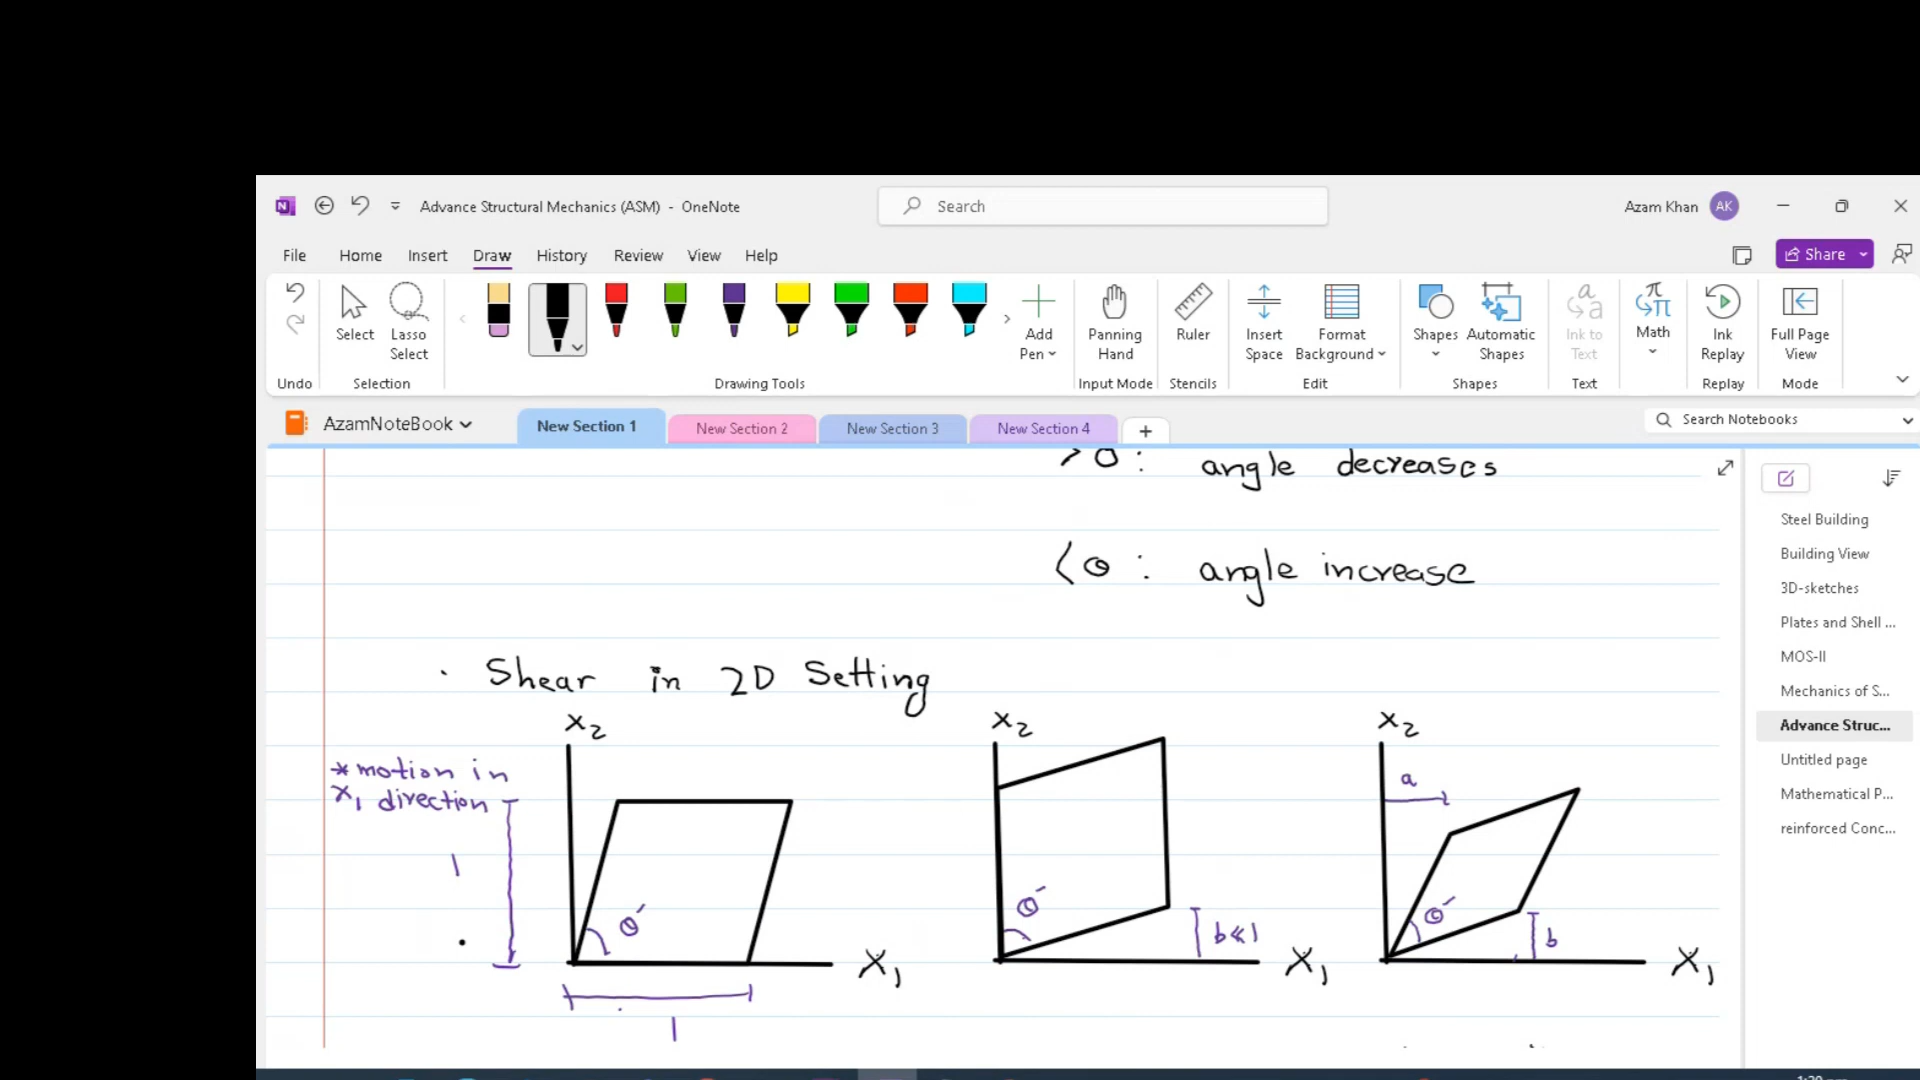 Advance Structural Mechanics (ASM) - OneNote
Search
Azam Khan
AK
File
Home
Insert
Draw
History
Review
View
Help
Share
Select
Lasso Select
Add Pen
Panning Hand
Ruler
Insert Space
Format Background
Shapes
Automatic Shapes
Ink to Text
Math
Ink Replay
Full Page View
Undo
Selection
Drawing Tools
Input Mode
Stencils
Edit
Shapes
Text
Replay
Mode
AzamNoteBook
New Section 1
New Section 2
New Section 3
New Section 4
+
Search Notebooks
>0 : angle decreases
<0 : angle increase
· Shear in 2D Setting
*motion in
x₁ direction
x₂
1
θ′
x₁
1
x₂
θ′
b≪1
x₁
x₂
a
θ′
b
x₁
Steel Building
Building View
3D-sketches
Plates and Shell ...
MOS-II
Mechanics of S...
Advance Struc...
Untitled page
Mathematical P...
reinforced Conc...